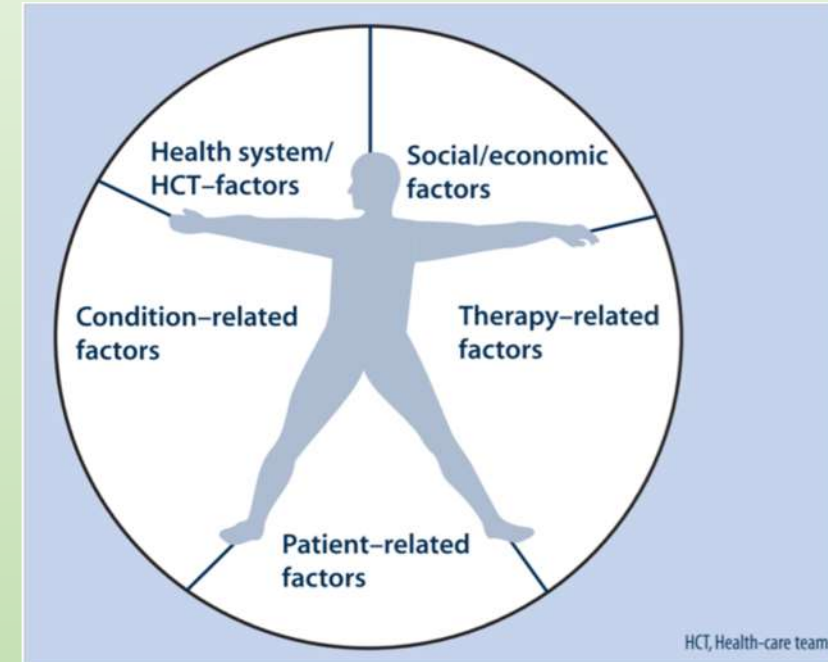 Health system/
HCT–factors
Social/economic
factors
Condition–related
factors
Therapy–related
factors
Patient–related
factors
HCT, Health-care team